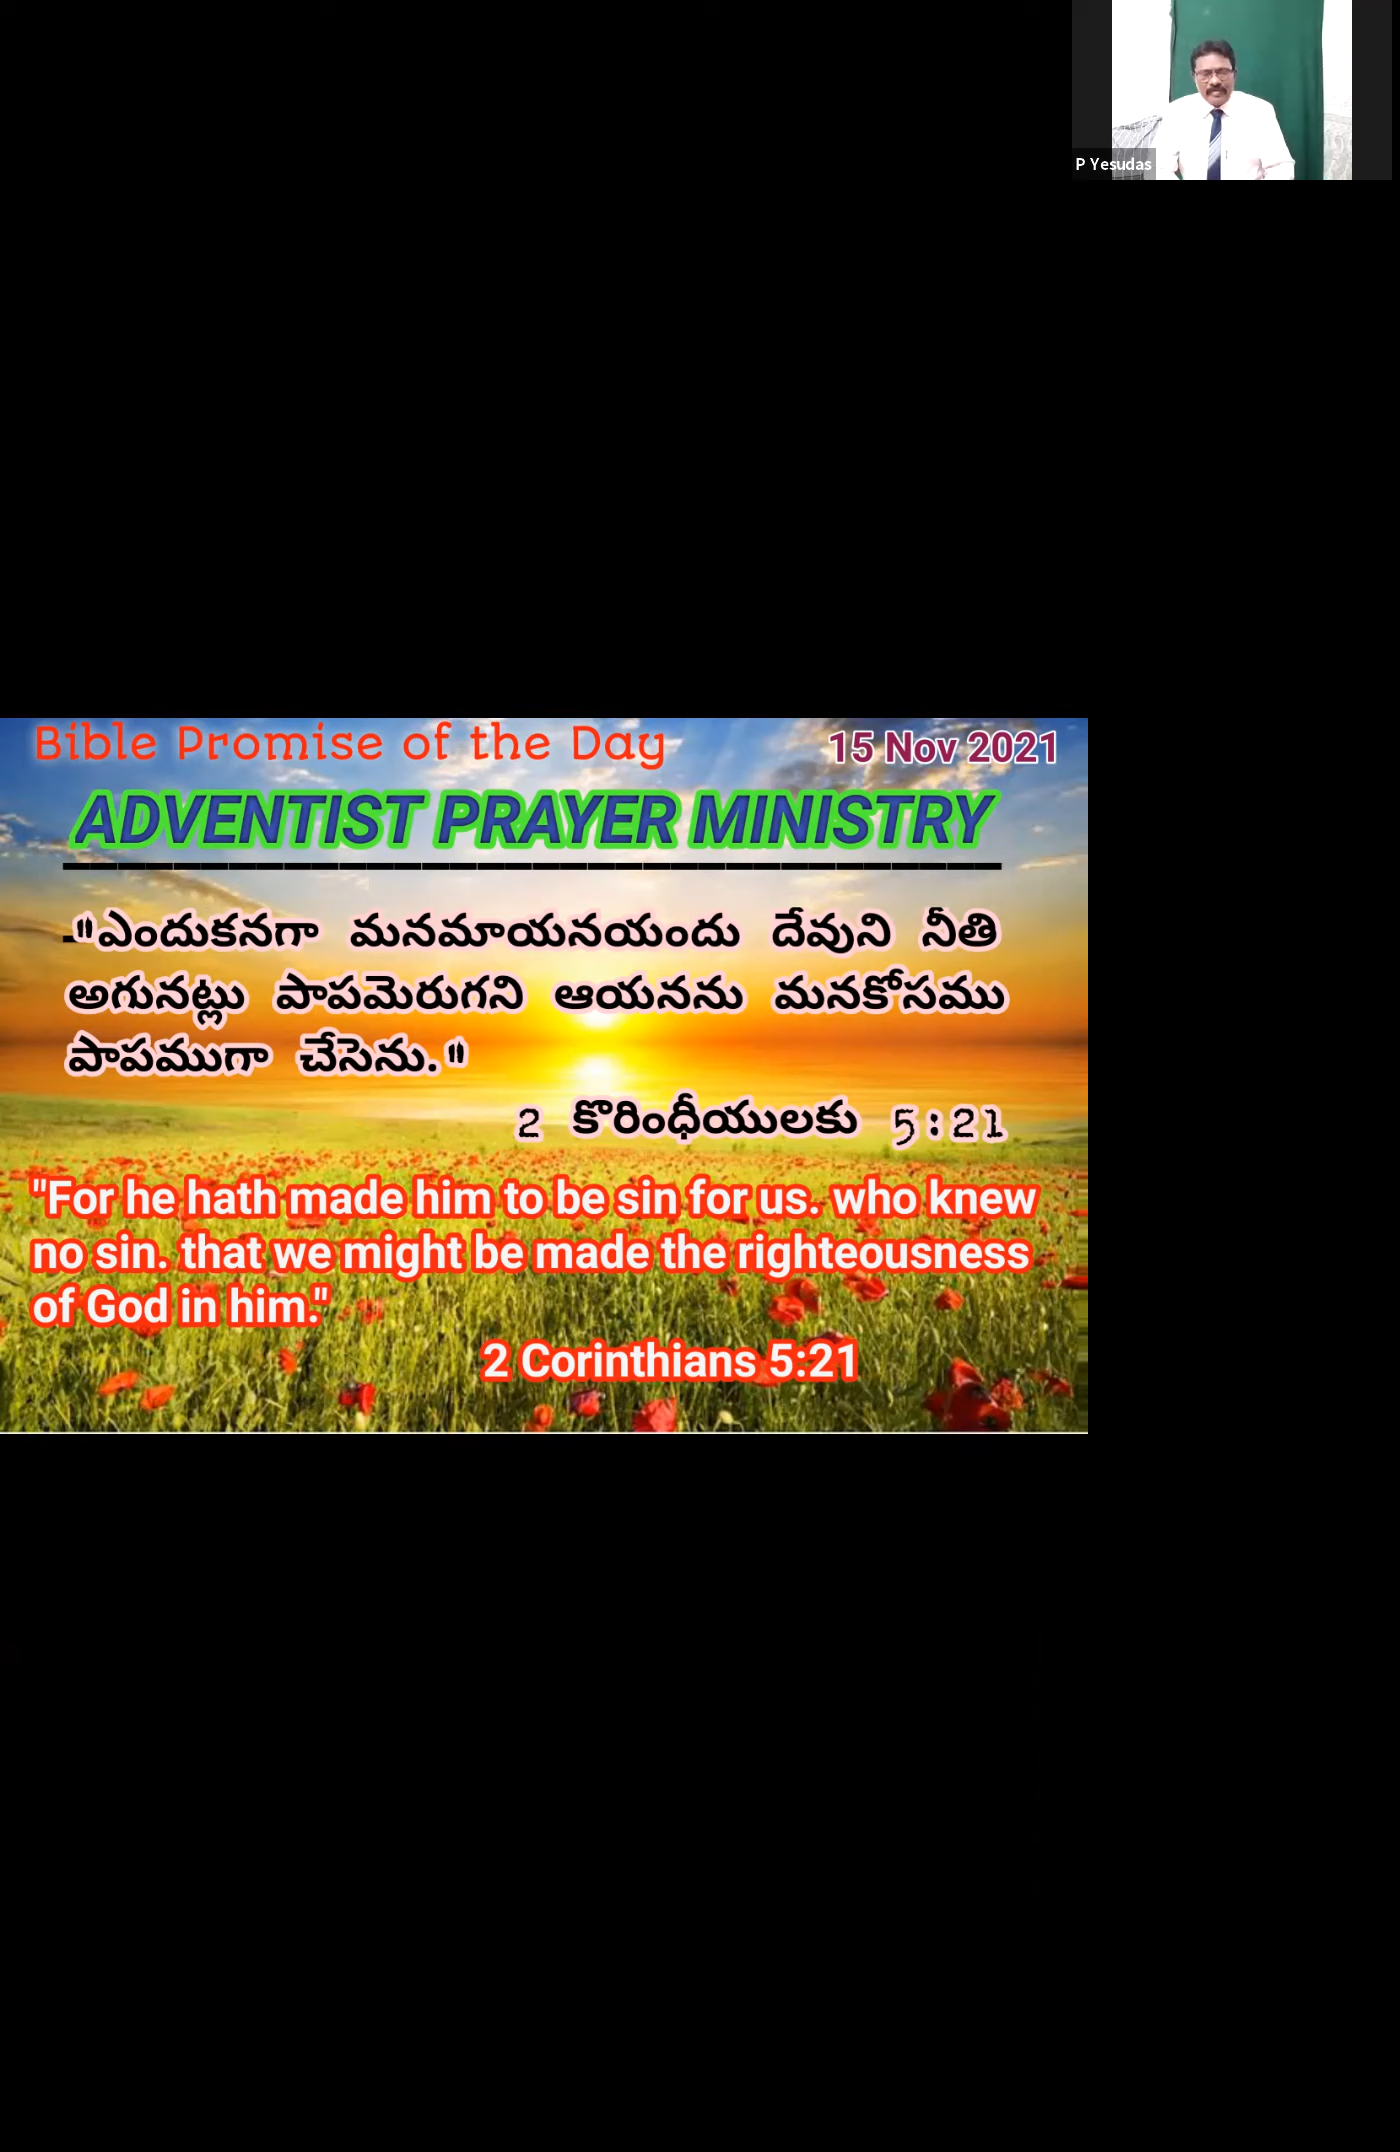 P Yesudas
Bible Promise of the Day
15 Nov 2021
ADVENTIST PRAYER MINISTRY
"ఎందుకనగా మనమాయనయందు దేవుని నీతి
అగునట్లు పాపమెరుగని ఆయనను మనకోసము
పాపముగా చేసెను."
2 కొరింధీయులకు 5:21
"For he hath made him to be sin for us. who knew
no sin. that we might be made the righteousness
of God in him."
2 Corinthians 5:21